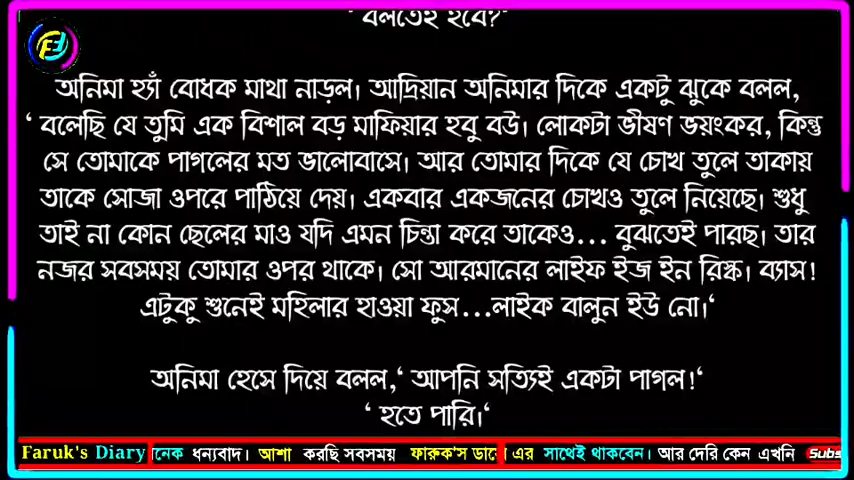 ‘ বলতেই হবে?‘
অনিমা হ্যাঁ বোধক মাথা নাড়ল। আদ্রিয়ান অনিমার দিকে একটু ঝুকে বলল,
‘ বলেছি যে তুমি এক বিশাল বড় মাফিয়ার হবু বউ। লোকটা ভীষণ ভয়ংকর, কিন্তু
সে তোমাকে পাগলের মত ভালোবাসে। আর তোমার দিকে যে চোখ তুলে তাকায়
তাকে সোজা ওপরে পাঠিয়ে দেয়। একবার একজনের চোখও তুলে নিয়েছে। শুধু
তাই না কোন ছেলের মাও যদি এমন চিন্তা করে তাকেও... বুঝতেই পারছ। তার
নজর সবসময় তোমার ওপর থাকে। সো আরমানের লাইফ ইজ ইন রিস্ক। ব্যাস!
এটুকু শুনেই মহিলার হাওয়া ফুস...লাইক বালুন ইউ নো।‘
অনিমা হেসে দিয়ে বলল,‘ আপনি সত্যিই একটা পাগল!‘
‘ হতে পারি।‘
Faruk's Diary নেক ধন্যবাদ। আশা করছি সবসময় ফারুক'স ডায়ে এর সাথেই থাকবেন। আর দেরি কেন এখনি Subs